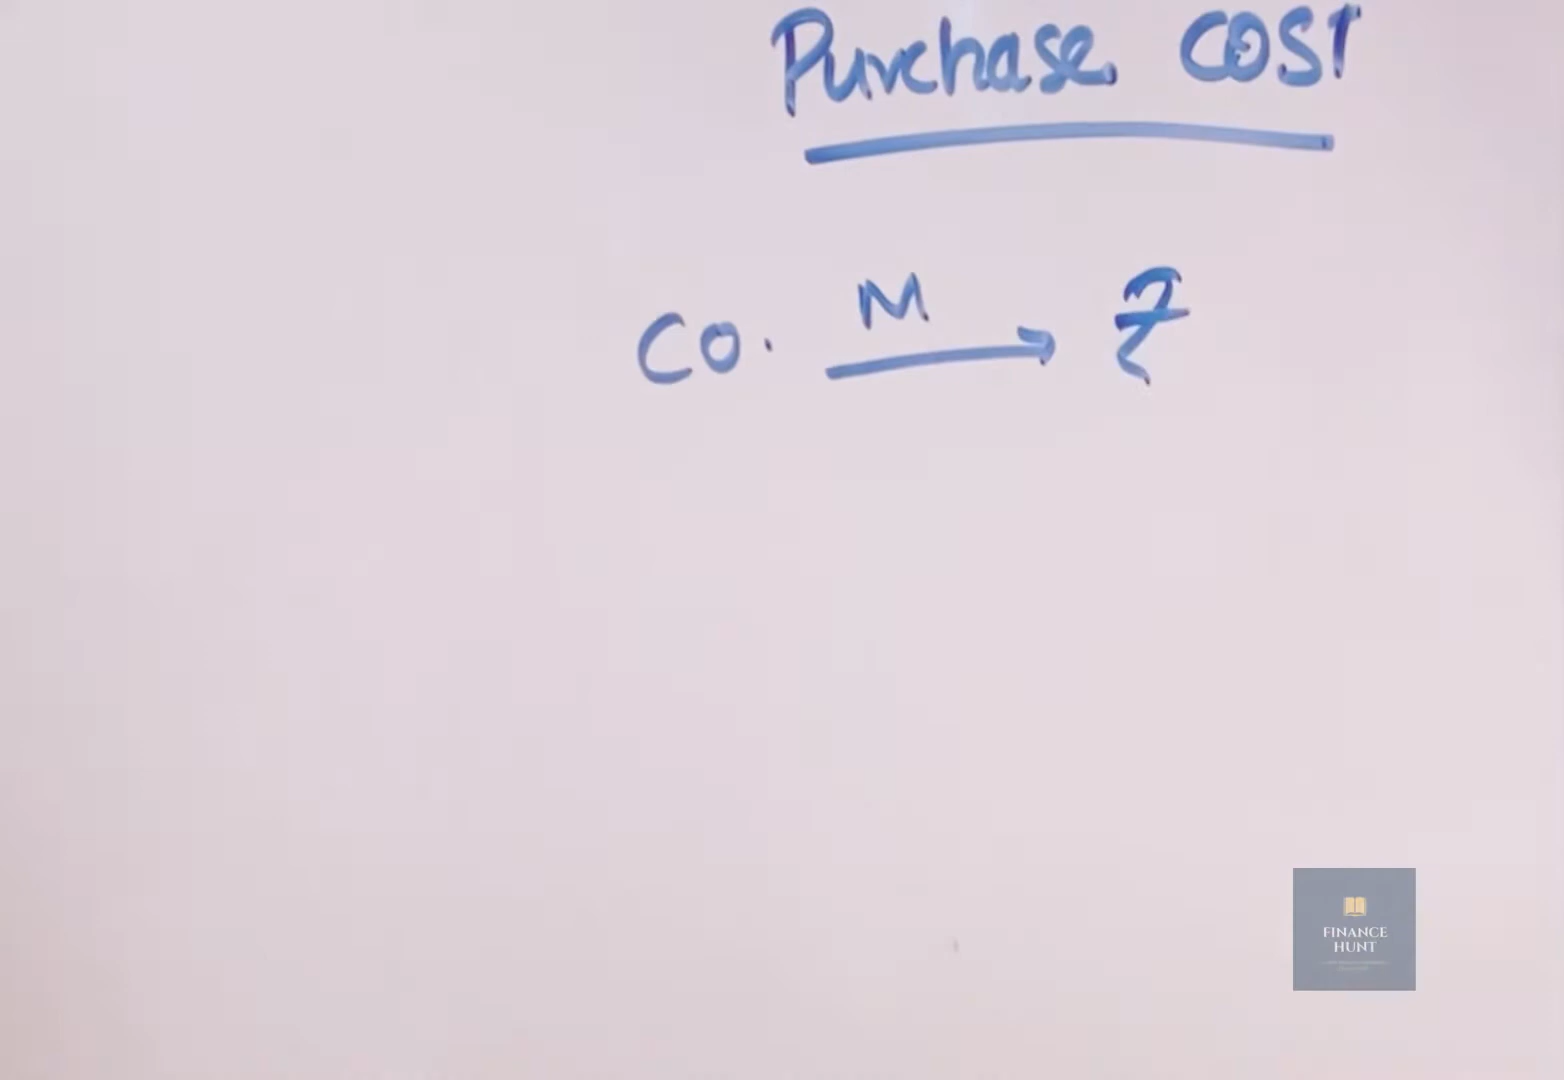 Purchase COST
M
Co. → ₹
FINANCE
HUNT